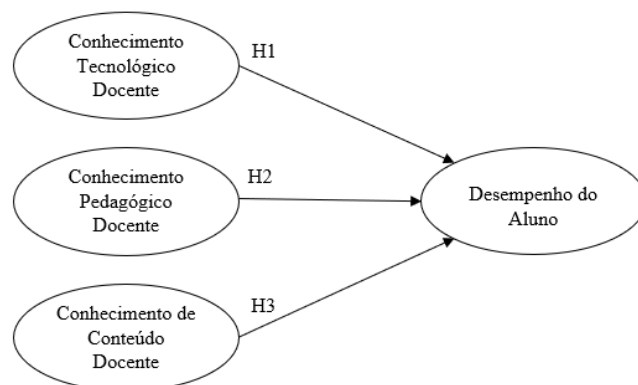 Conhecimento
Tecnológico
Docente
H1
Conhecimento
Pedagógico
Docente
H2
Desempenho do
Aluno
Conhecimento de
Conteúdo
Docente
H3